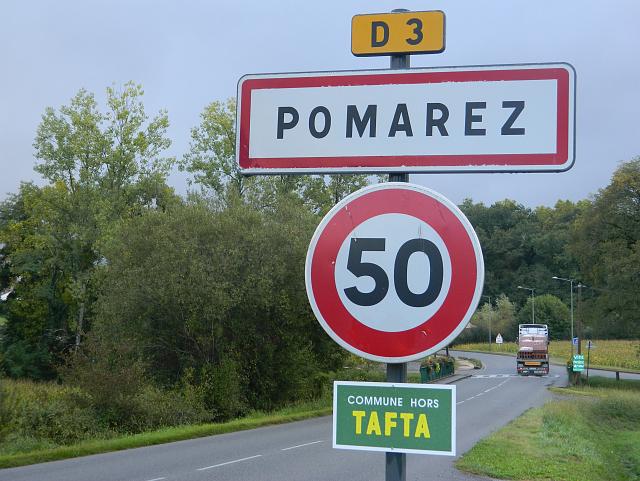 D 3
POMAREZ
50
COMMUNE HORS
TAFTA